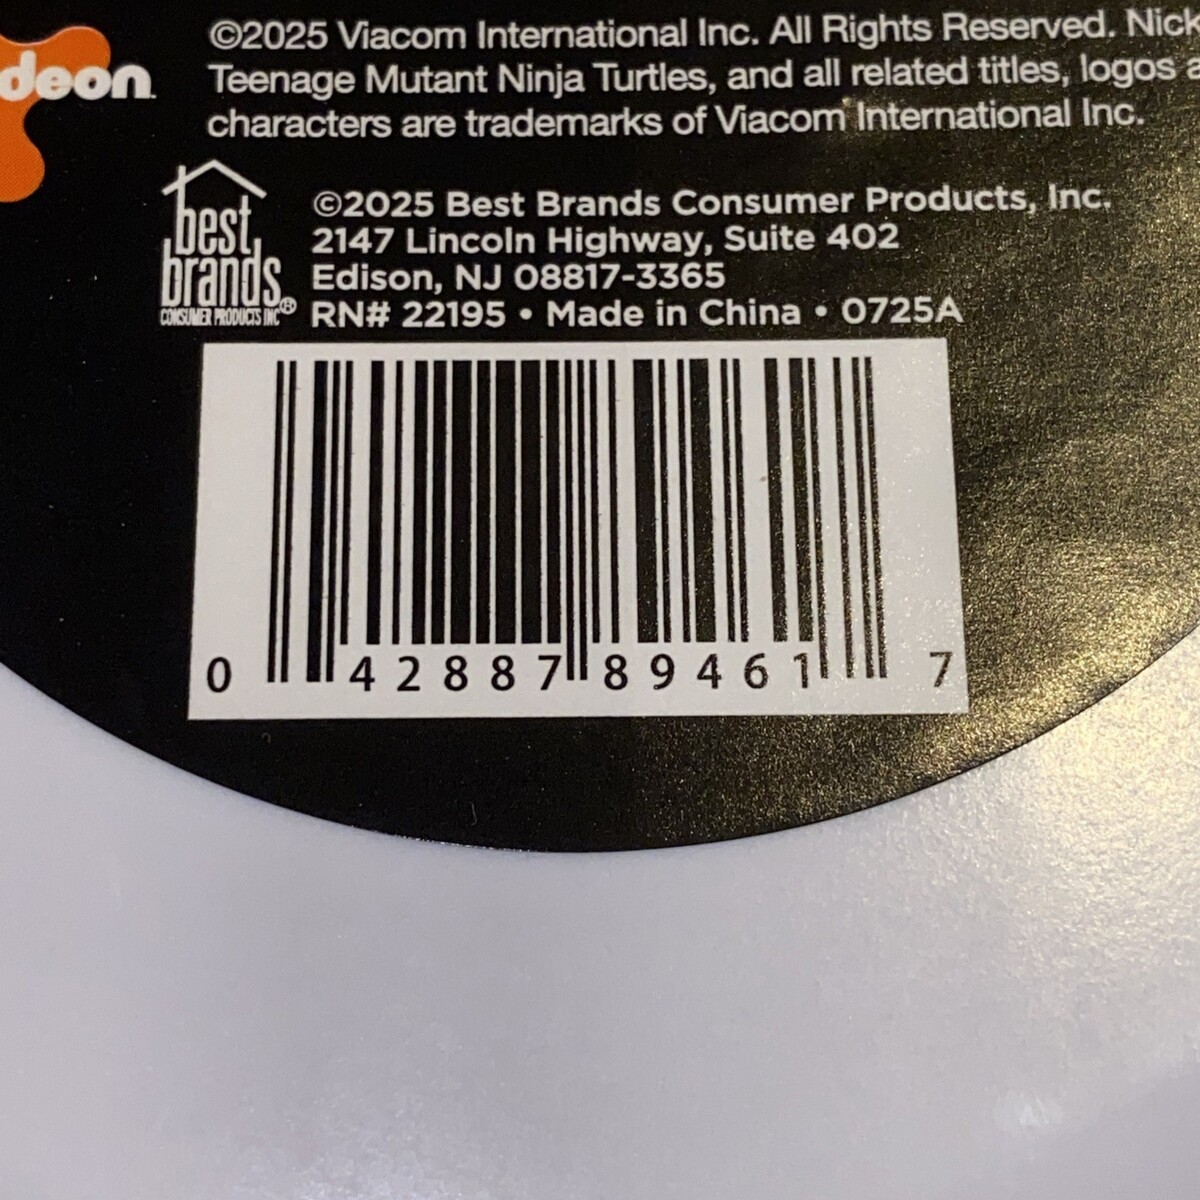 deon
©2025 Viacom International Inc. All Rights Reserved. Nick
Teenage Mutant Ninja Turtles, and all related titles, logos a
characters are trademarks of Viacom International Inc.
best
brands
CONSUMER PRODUCTS INC®
©2025 Best Brands Consumer Products, Inc.
2147 Lincoln Highway, Suite 402
Edison, NJ 08817-3365
RN# 22195 • Made in China • 0725A
0 42887 89461 7